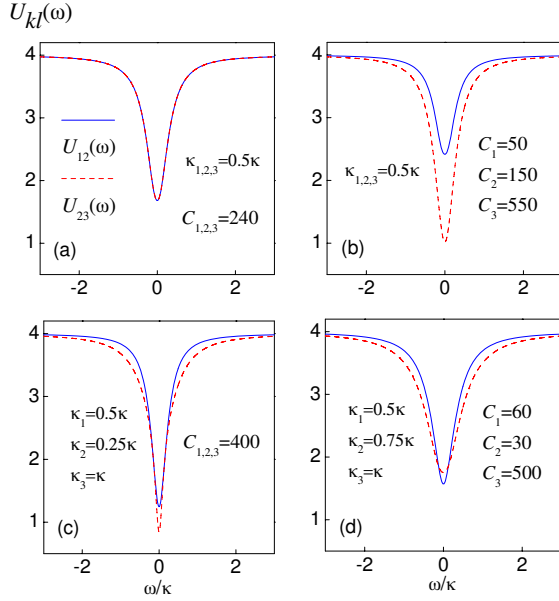 U_kl(ω)
4
3
2
1
U_12(ω)
U_23(ω)
κ_1,2,3=0.5κ
C_1,2,3=240
(a)
-2
0
2
4
3
2
1
κ_1,2,3=0.5κ
C_1=50
C_2=150
C_3=550
(b)
-2
0
2
4
3
2
1
κ_1=0.5κ
κ_2=0.25κ
κ_3=κ
C_1,2,3=400
(c)
-2
0
2
ω/κ
4
3
2
1
κ_1=0.5κ
κ_2=0.75κ
κ_3=κ
C_1=60
C_2=30
C_3=500
(d)
-2
0
2
ω/κ